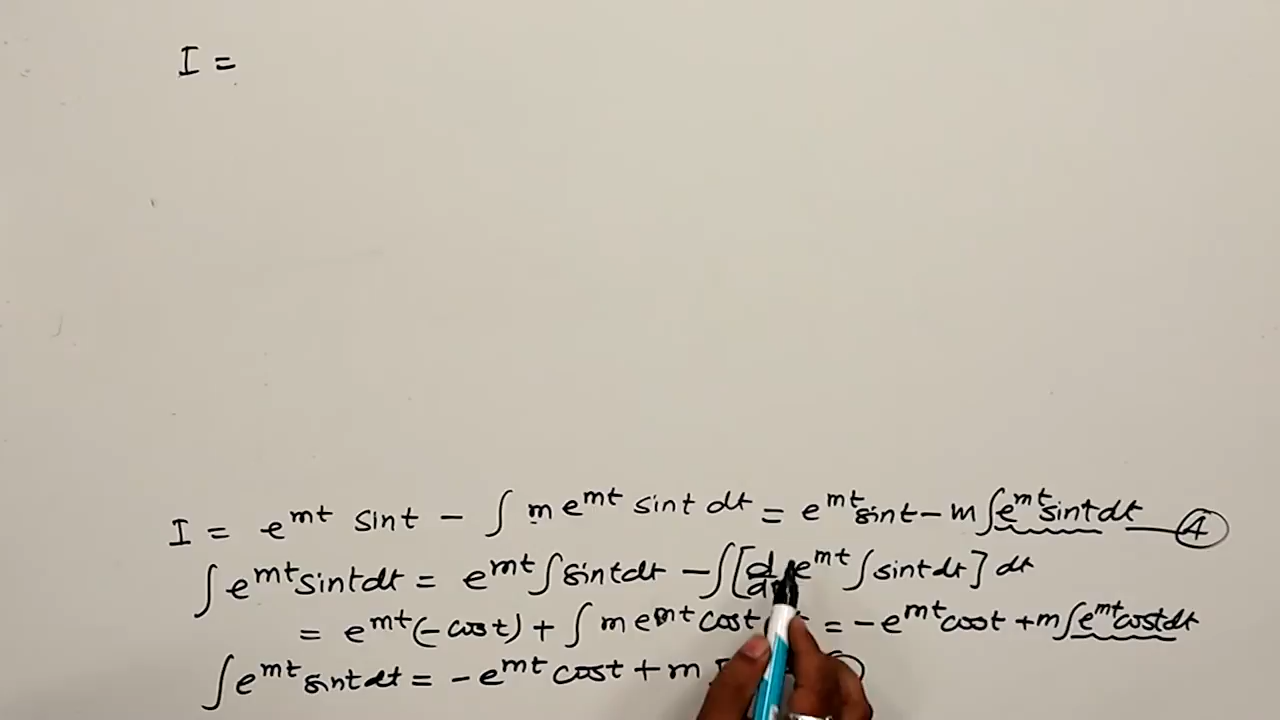 I =
I = e^mt sint - ∫ m e^mt sint dt = e^mt sint - m ∫ e^mt sint dt — ④
∫ e^mt sint dt = e^mt ∫ sint dt - ∫ [d/d e^mt ∫ sint dt] dt
= e^mt (-cost) + ∫ m e^mt cost = -e^mt cost + m ∫ e^mt cost dt
∫ e^mt sint dt = -e^mt cost + m